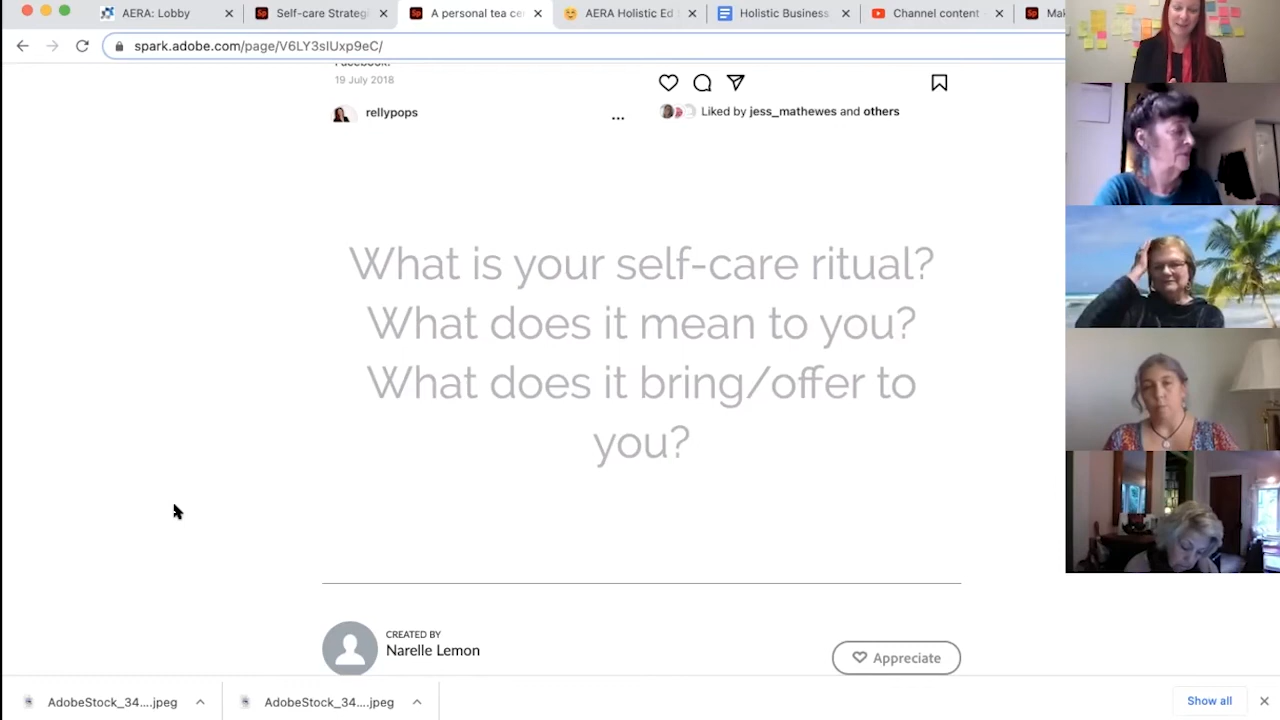 AERA: Lobby
Self-care Strateg
A personal tea ce
AERA Holistic Ed
Holistic Business
Channel content -
Mak
spark.adobe.com/page/V6LY3sIUxp9eC/
Facebook.
19 July 2018
rellypops
...
Liked by jess_mathewes and others
What is your self-care ritual?
What does it mean to you?
What does it bring/offer to
you?
CREATED BY
Narelle Lemon
Appreciate
AdobeStock_34....jpeg
AdobeStock_34....jpeg
Show all